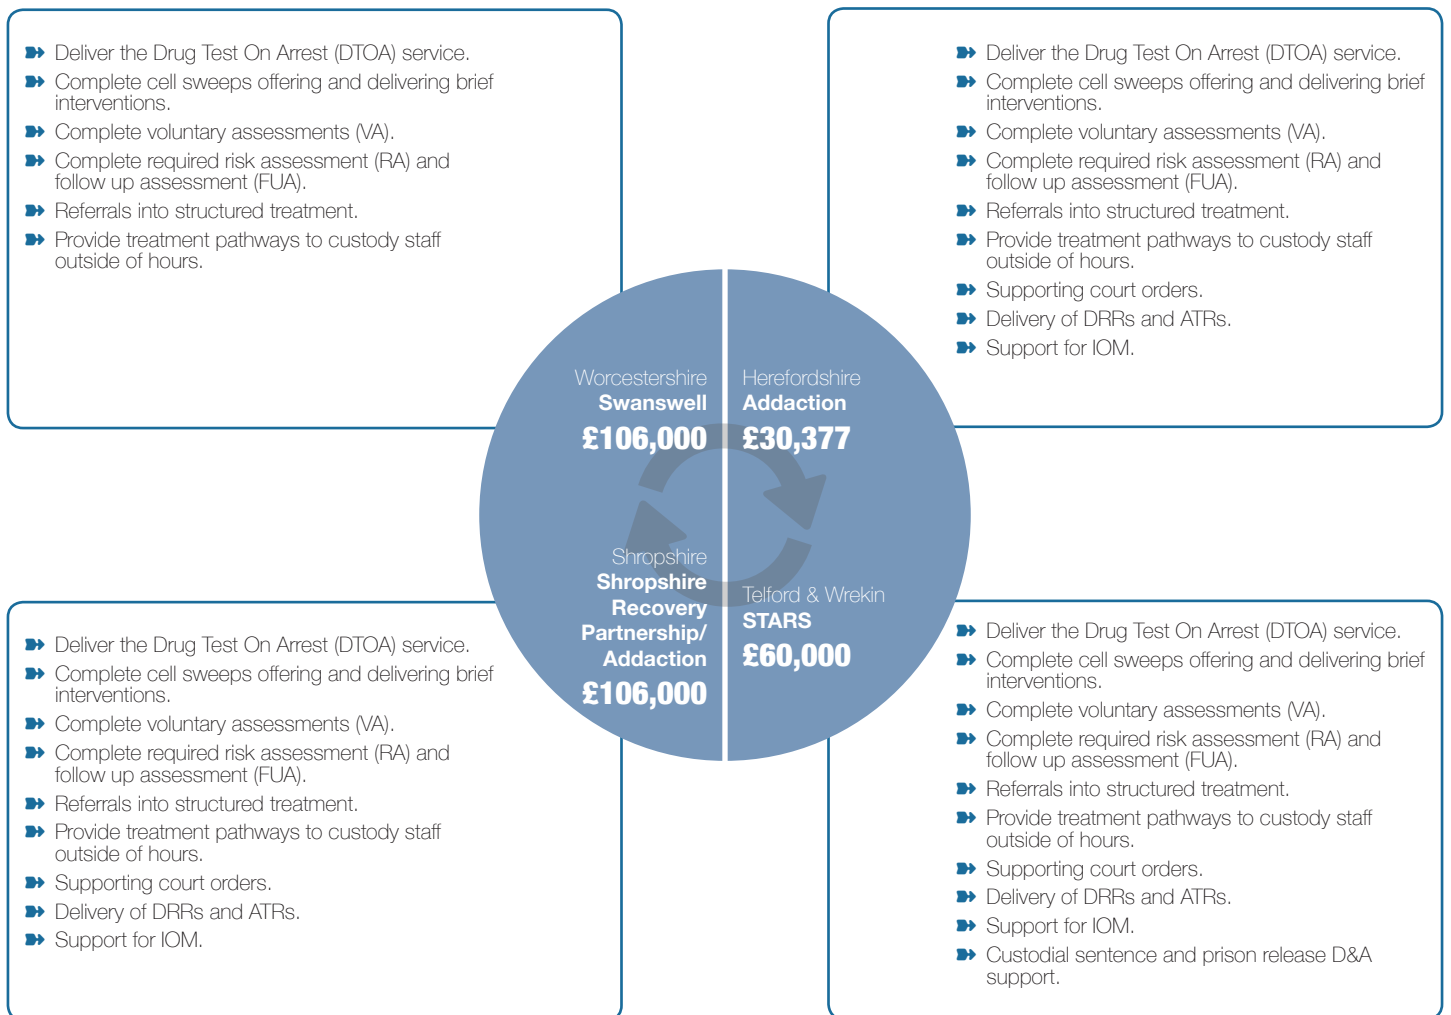 Deliver the Drug Test On Arrest (DTOA) service.
Complete cell sweeps offering and delivering brief
interventions.
Complete voluntary assessments (VA).
Complete required risk assessment (RA) and
follow up assessment (FUA).
Referrals into structured treatment.
Provide treatment pathways to custody staff
outside of hours.
Deliver the Drug Test On Arrest (DTOA) service.
Complete cell sweeps offering and delivering brief
interventions.
Complete voluntary assessments (VA).
Complete required risk assessment (RA) and
follow up assessment (FUA).
Referrals into structured treatment.
Provide treatment pathways to custody staff
outside of hours.
Supporting court orders.
Delivery of DRRs and ATRs.
Support for IOM.
Worcestershire
Swanswell
£106,000
Herefordshire
Addaction
£30,377
Shropshire
Shropshire
Recovery
Partnership/
Addaction
£106,000
Telford & Wrekin
STARS
£60,000
Deliver the Drug Test On Arrest (DTOA) service.
Complete cell sweeps offering and delivering brief
interventions.
Complete voluntary assessments (VA).
Complete required risk assessment (RA) and
follow up assessment (FUA).
Referrals into structured treatment.
Provide treatment pathways to custody staff
outside of hours.
Supporting court orders.
Delivery of DRRs and ATRs.
Support for IOM.
Deliver the Drug Test On Arrest (DTOA) service.
Complete cell sweeps offering and delivering brief
interventions.
Complete voluntary assessments (VA).
Complete required risk assessment (RA) and
follow up assessment (FUA).
Referrals into structured treatment.
Provide treatment pathways to custody staff
outside of hours.
Supporting court orders.
Delivery of DRRs and ATRs.
Support for IOM.
Custodial sentence and prison release D&A
support.